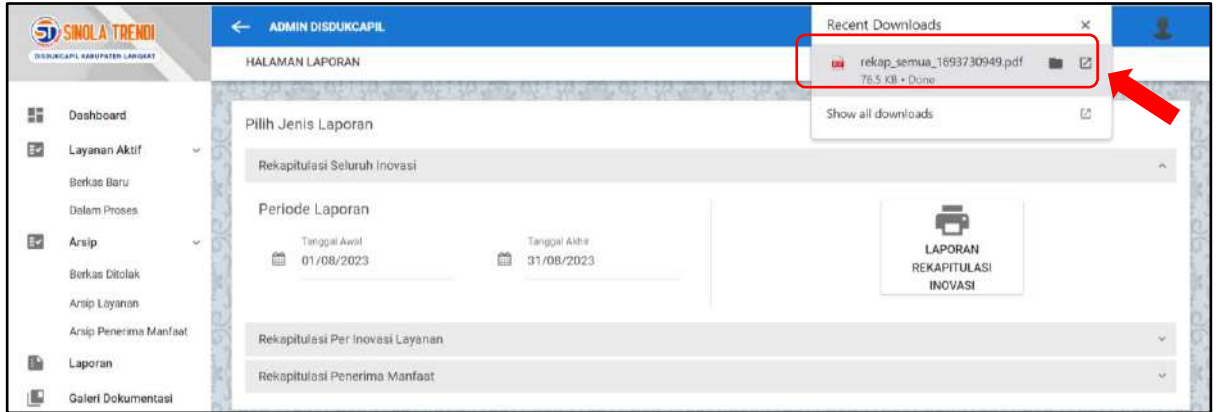 SINOLA TRENDI
DISDUKCAPIL KABUPATEN LANGKAT
ADMIN DISDUKCAPIL
HALAMAN LAPORAN
Recent Downloads
rekap_semua_1693730949.pdf
76.5 KB • Done
Show all downloads
Dashboard
Layanan Aktif
Berkas Baru
Dalam Proses
Arsip
Berkas Ditolak
Arsip Layanan
Arsip Penerima Manfaat
Laporan
Galeri Dokumentasi
Pilih Jenis Laporan
Rekapitulasi Seluruh Inovasi
Periode Laporan
Tanggal Awal
01/08/2023
Tanggal Akhir
31/08/2023
LAPORAN
REKAPITULASI
INOVASI
Rekapitulasi Per Inovasi Layanan
Rekapitulasi Penerima Manfaat